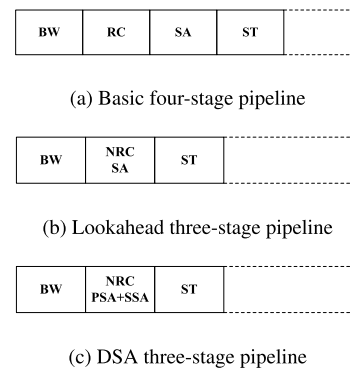 BW RC SA ST
(a) Basic four-stage pipeline
BW NRC SA ST
(b) Lookahead three-stage pipeline
BW NRC PSA+SSA ST
(c) DSA three-stage pipeline